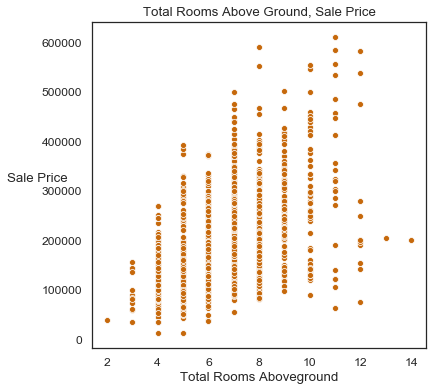 Total Rooms Above Ground, Sale Price
600000
500000
400000
Sale Price
300000
200000
100000
0
2 4 6 8 10 12 14
Total Rooms Aboveground